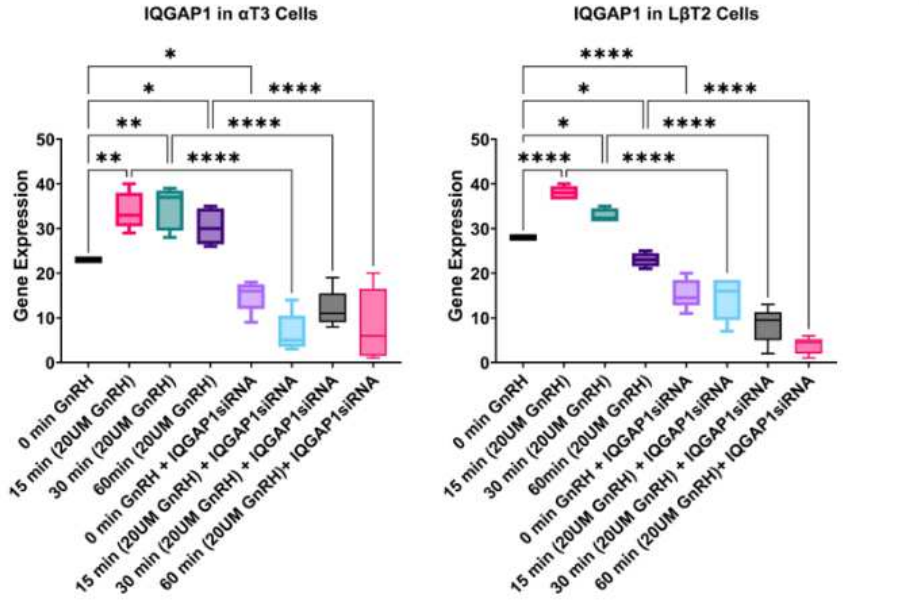 IQGAP1 in αT3 Cells
*
* ****
** ****
** ****
50
40
30
20
10
0
Gene Expression
0 min GnRH
15 min (20UM GnRH)
30 min (20UM GnRH)
60min (20UM GnRH)
0 min GnRH + IQGAP1siRNA
15 min (20UM GnRH) + IQGAP1siRNA
30 min (20UM GnRH) + IQGAP1siRNA
60 min (20UM GnRH)+ IQGAP1siRNA
IQGAP1 in LβT2 Cells
****
* ****
* ****
**** ****
50
40
30
20
10
0
Gene Expression
0 min GnRH
15 min (20UM GnRH)
30 min (20UM GnRH)
60min (20UM GnRH)
0 min GnRH + IQGAP1siRNA
15 min (20UM GnRH) + IQGAP1siRNA
30 min (20UM GnRH) + IQGAP1siRNA
60 min (20UM GnRH)+ IQGAP1siRNA